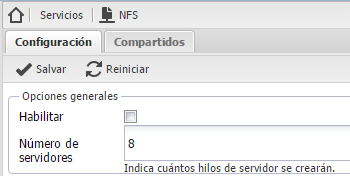 Servicios NFS
Configuración Compartidos
Salvar Reiniciar
Opciones generales
Habilitar
Número de
servidores
8
Indica cuántos hilos de servidor se crearán.